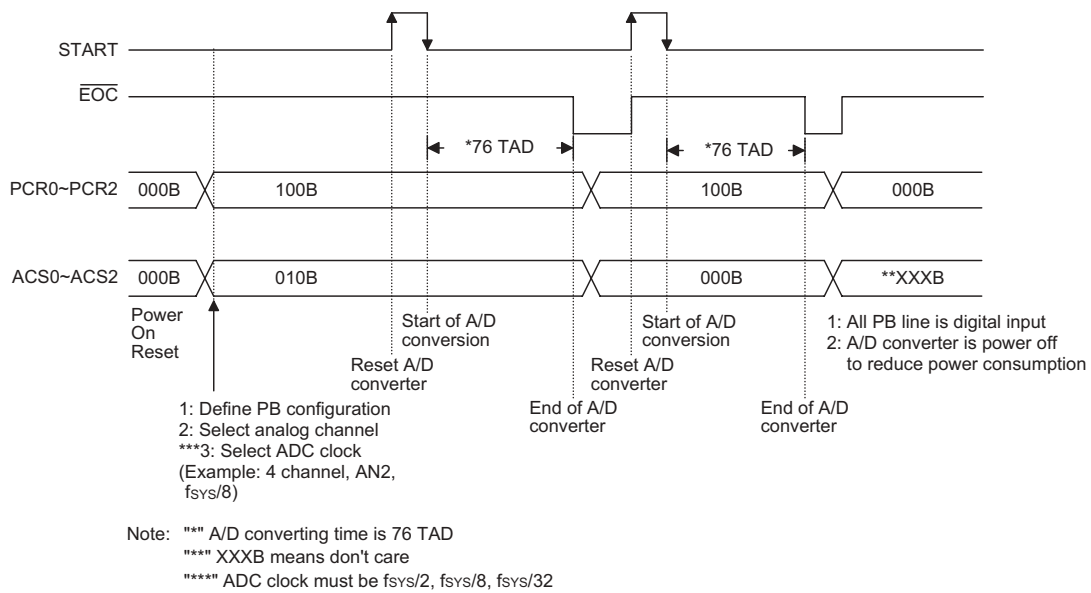 START
EOC
*76 TAD
*76 TAD
PCR0~PCR2
000B
100B
100B
000B
ACS0~ACS2
000B
010B
000B
**XXXB
Power
On
Reset
Start of A/D
conversion
Start of A/D
conversion
1: All PB line is digital input
2: A/D converter is power off
to reduce power consumption
Reset A/D
converter
Reset A/D
converter
1: Define PB configuration
2: Select analog channel
***3: Select ADC clock
(Example: 4 channel, AN2,
fSYS/8)
End of A/D
converter
End of A/D
converter
Note: "*" A/D converting time is 76 TAD
"**" XXXB means don't care
"***" ADC clock must be fSYS/2, fSYS/8, fSYS/32